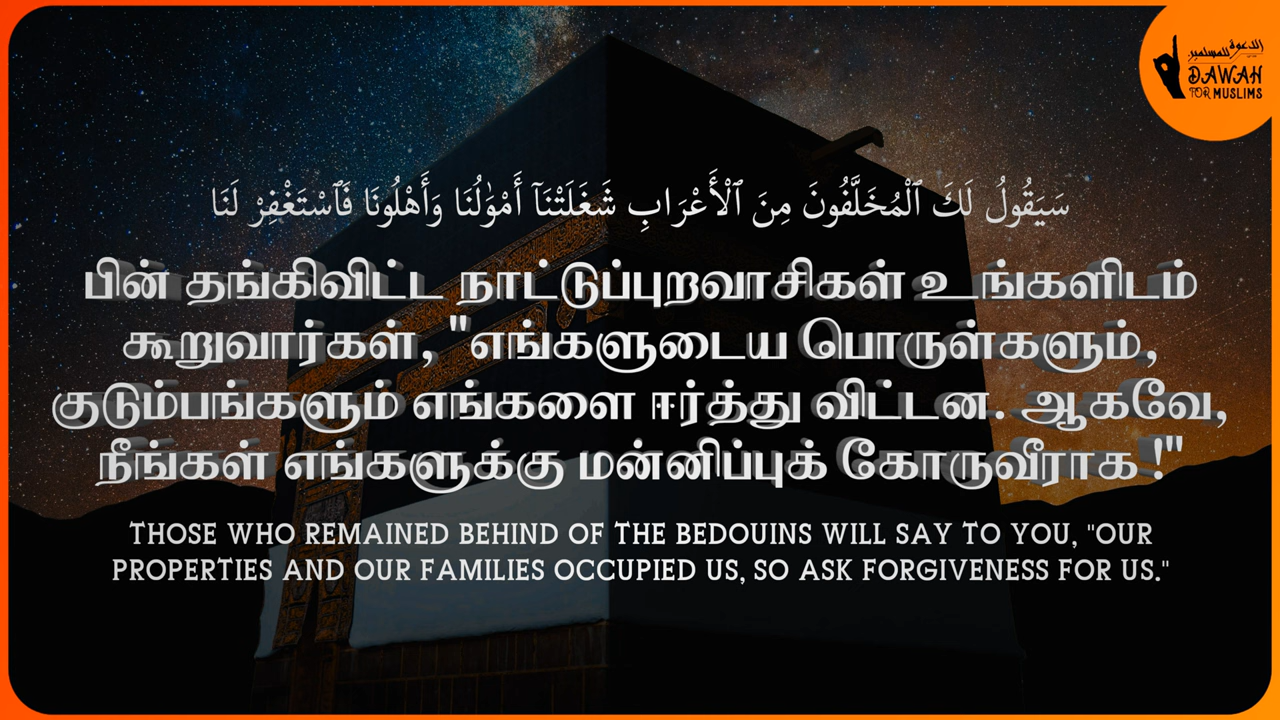 الدعوة للمسلمين
DAWAH
FOR MUSLIMS
سَيَقُولُ لَكَ ٱلْمُخَلَّفُونَ مِنَ ٱلْأَعْرَابِ شَغَلَتْنَآ أَمْوَٰلُنَا وَأَهْلُونَا فَٱسْتَغْفِرْ لَنَا
பின் தங்கிவிட்ட நாட்டுப்புறவாசிகள் உங்களிடம்
கூறுவார்கள், "எங்களுடைய பொருள்களும்,
குடும்பங்களும் எங்களை ஈர்த்து விட்டன. ஆகவே,
நீங்கள் எங்களுக்கு மன்னிப்புக் கோருவீராக !"
THOSE WHO REMAINED BEHIND OF THE BEDOUINS WILL SAY TO YOU, "OUR
PROPERTIES AND OUR FAMILIES OCCUPIED US, SO ASK FORGIVENESS FOR US."